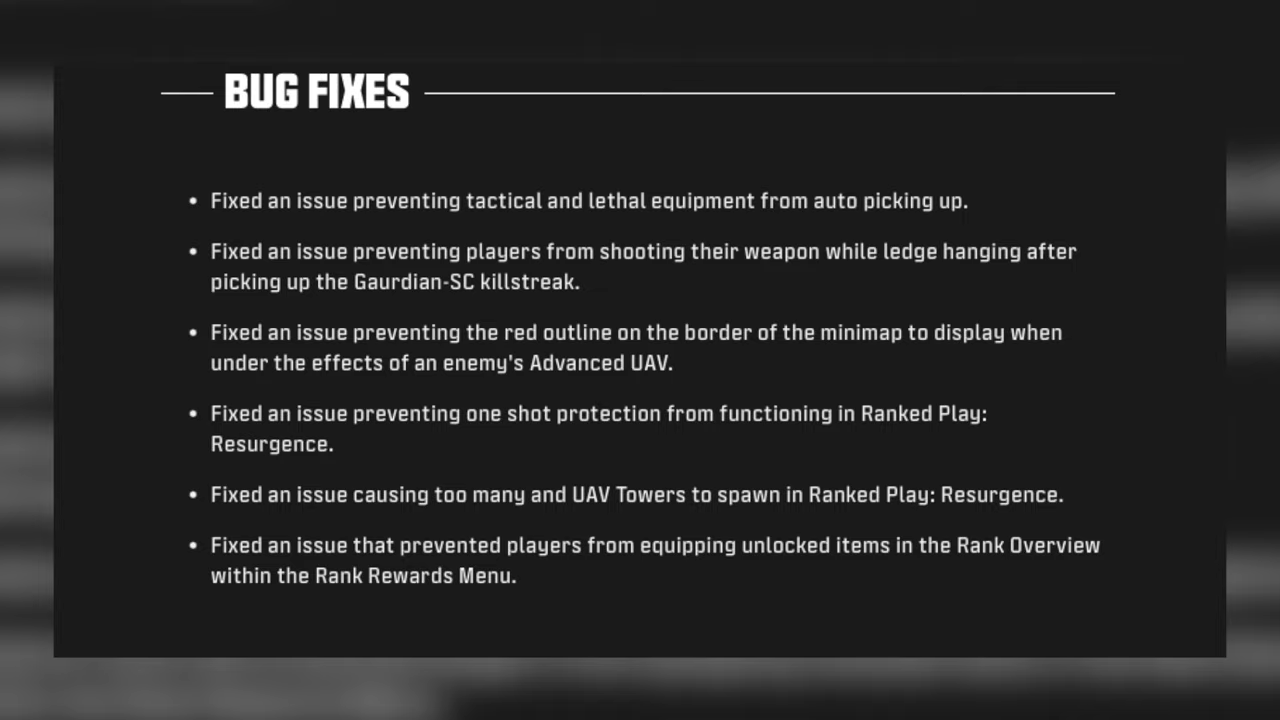 BUG FIXES
• Fixed an issue preventing tactical and lethal equipment from auto picking up.
• Fixed an issue preventing players from shooting their weapon while ledge hanging after
picking up the Gaurdian-SC killstreak.
• Fixed an issue preventing the red outline on the border of the minimap to display when
under the effects of an enemy's Advanced UAV.
• Fixed an issue preventing one shot protection from functioning in Ranked Play:
Resurgence.
• Fixed an issue causing too many and UAV Towers to spawn in Ranked Play: Resurgence.
• Fixed an issue that prevented players from equipping unlocked items in the Rank Overview
within the Rank Rewards Menu.